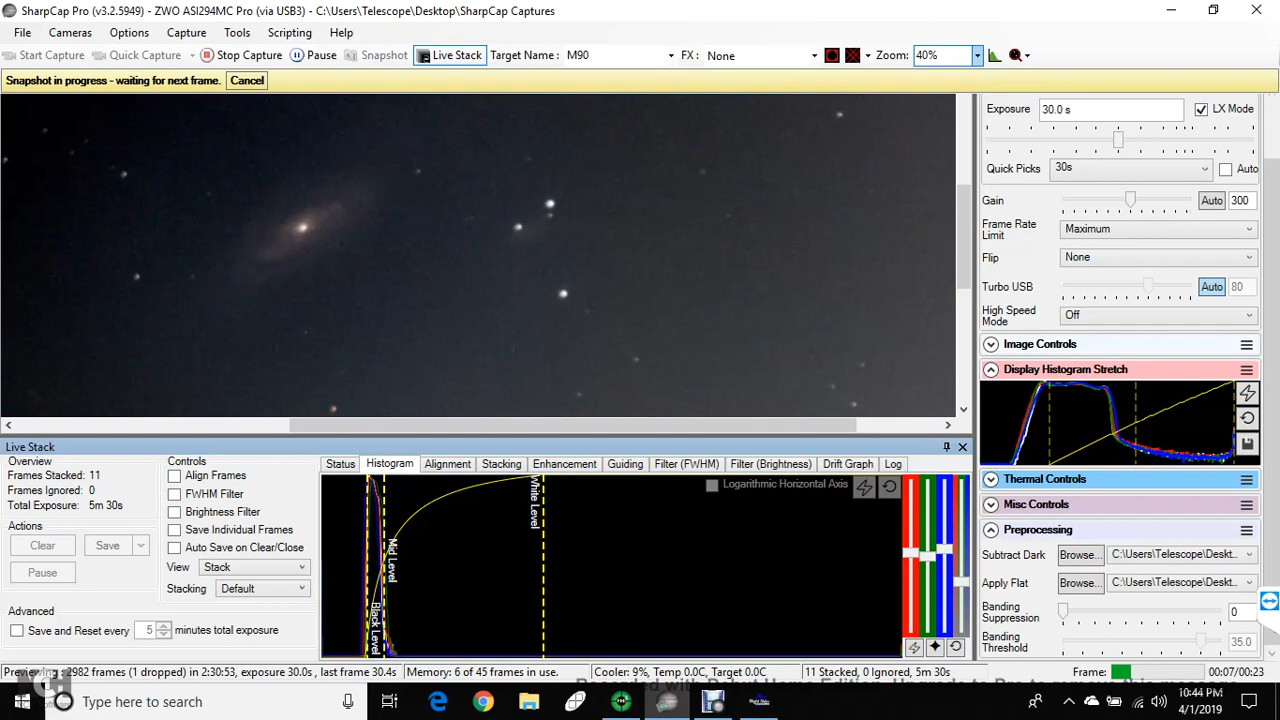 SharpCap Pro (v3.2.5949) - ZWO ASI294MC Pro (via USB3) - C:\Users\Telescope\Desktop\SharpCap Captures
File Cameras Options Capture Tools Scripting Help
Start Capture Quick Capture Stop Capture Pause Snapshot Live Stack Target Name : M90 FX : None Zoom: 40%
Snapshot in progress - waiting for next frame. Cancel
Exposure 30.0 s LX Mode
Quick Picks 30s Auto
Gain Auto 300
Frame Rate Limit Maximum
Flip None
Turbo USB Auto 80
High Speed Mode Off
Image Controls
Display Histogram Stretch
Thermal Controls
Misc Controls
Preprocessing
Subtract Dark Browse... C:\Users\Telescope\Deskt...
Apply Flat Browse... C:\Users\Telescope\Deskt...
Banding Suppression 0
Banding Threshold 35.0
Live Stack
Overview
Frames Stacked: 11
Frames Ignored: 0
Total Exposure: 5m 30s
Actions
Clear Save
Pause
Controls
Align Frames
FWHM Filter
Brightness Filter
Save Individual Frames
Auto Save on Clear/Close
View Stack
Stacking Default
Advanced
Save and Reset every 5 minutes total exposure
Status Histogram Alignment Stacking Enhancement Guiding Filter (FWHM) Filter (Brightness) Drift Graph Log
Logarithmic Horizontal Axis
Black Level
Mid Level
White Level
Previewing : 2982 frames (1 dropped) in 2:30:53, exposure 30.0s, last frame 30.4s Memory: 6 of 45 frames in use. Cooler: 9%, Temp 0.0C, Target 0.0C 11 Stacked, 0 Ignored, 5m 30s Frame: 00:07/00:23
Type here to search
10:44 PM
4/1/2019